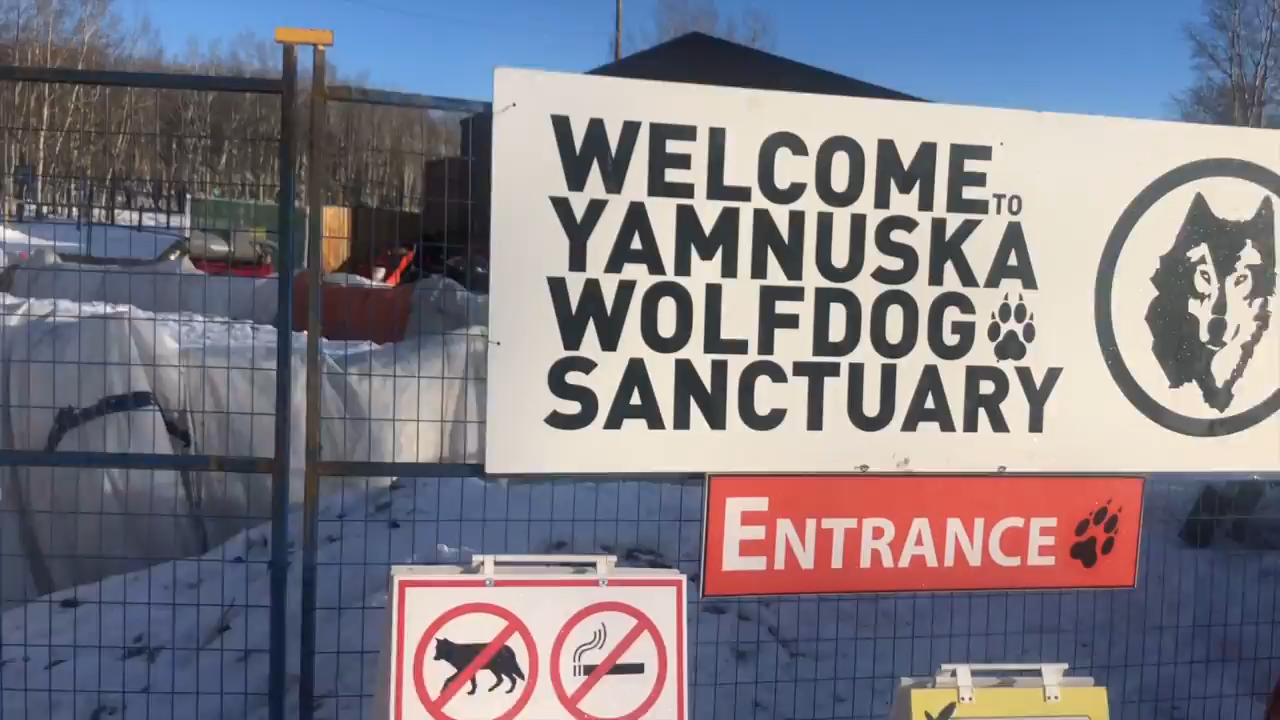 WELCOME TO
YAMNUSKA
WOLFDOG
SANCTUARY
ENTRANCE